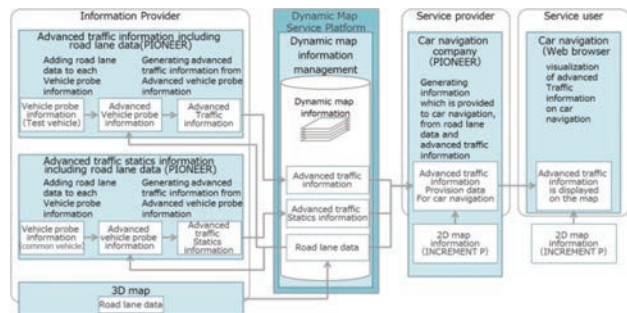 Information Provider
Advanced traffic information including
road lane data(PIONEER)
Adding road lane
data to each
Vehicle probe
information
Generating advanced
traffic information from
Advanced vehicle probe
information
Vehicle probe
information
(Test vehicle)
Advanced
Vehicle probe
information
Advanced
Traffic
information
Advanced traffic statics information
including road lane data (PIONEER)
Adding road lane
data to each
Vehicle probe
information
Generating advanced
traffic information from
Advanced vehicle probe
information
Vehicle probe
information
(common vehicle)
Advanced
vehicle probe
information
Advanced
traffic
Statics
information
3D map
Road lane data
Dynamic Map
Service Platform
Dynamic map
information
management
Dynamic map
information
Advanced traffic
information
Advanced traffic
Statics information
Road lane data
Service provider
Car navigation
company
(PIONEER)
Generating
information
which is provided
to car navigation,
from road lane
data and
advanced traffic
information
Advanced traffic
information
Provision data
For car navigation
2D map
information
(INCREMENT P)
Service user
Car navigation
(Web browser
visualization
of advanced
Traffic
information
on car
navigation
Advanced traffic
information
is displayed
on the map
2D map
information
(INCREMENT P)